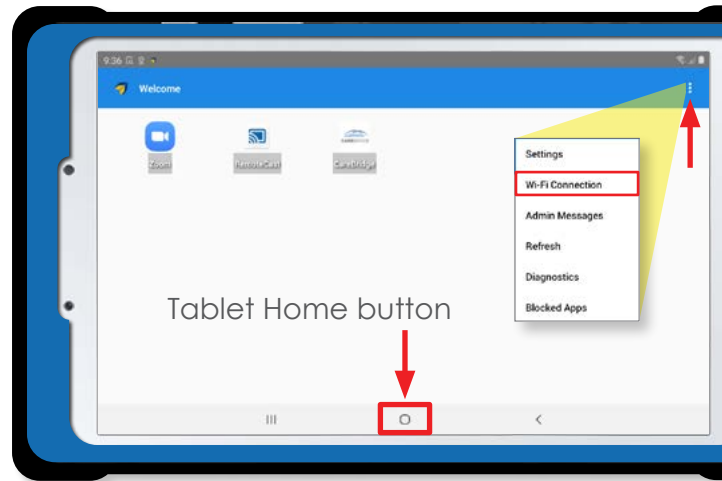 9:36
Welcome
Zoom
RemoteCast
CareBridge
Settings
Wi-Fi Connection
Admin Messages
Refresh
Diagnostics
Blocked Apps
Tablet Home button